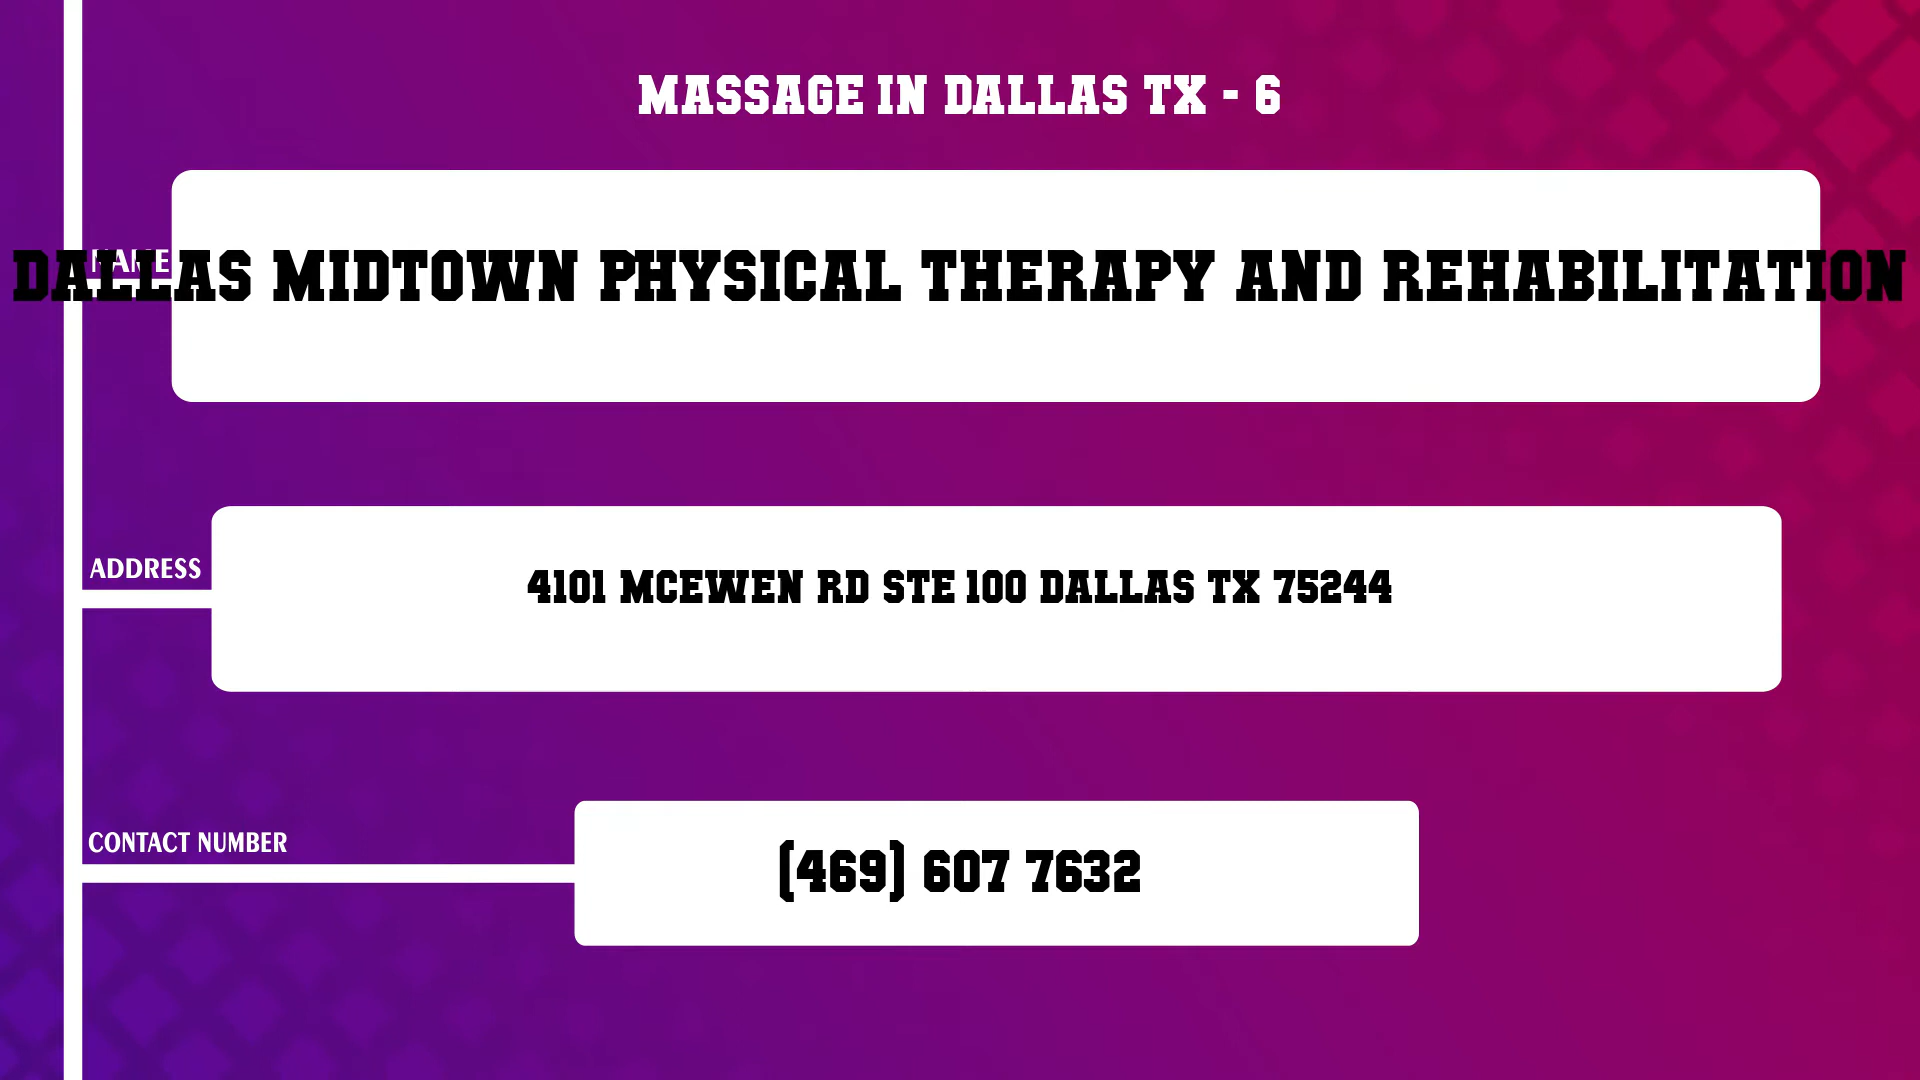 MASSAGE IN DALLAS TX - 6
NAME
DALLAS MIDTOWN PHYSICAL THERAPY AND REHABILITATION
ADDRESS
4101 MCEWEN RD STE 100 DALLAS TX 75244
CONTACT NUMBER
(469) 607 7632